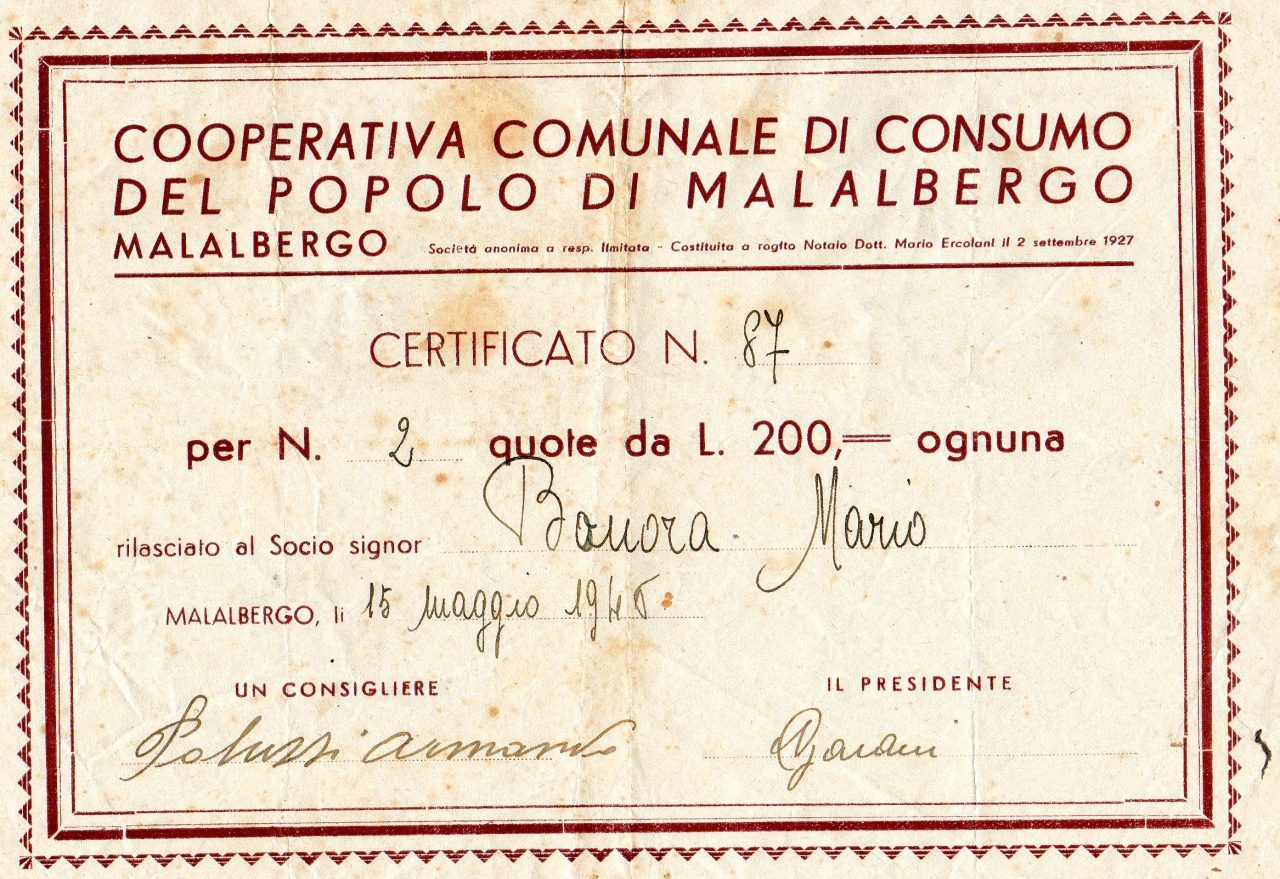 COOPERATIVA COMUNALE DI CONSUMO
DEL POPOLO DI MALALBERGO
MALALBERGO Società anonima a resp. limitata - Costituita a rogito Notaio Dott. Mario Ercolani il 2 settembre 1927
CERTIFICATO N. 87
per N. 2 quote da L. 200,= ognuna
rilasciato al Socio signor Bonora Mario
MALALBERGO, li 15 Maggio 1945
UN CONSIGLIERE IL PRESIDENTE
Armando